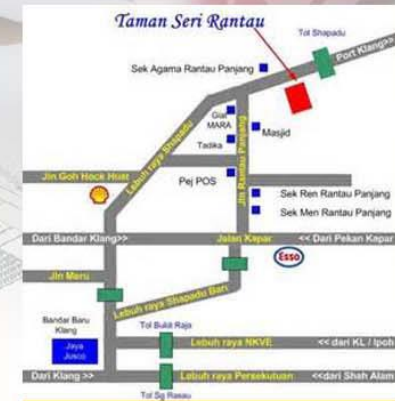 Taman Seri Rantau
Tol Shapadu
Port Klang>>
Sek Agama Rantau Panjang
Giat
MARA
Masjid
Tadika
Lebuh raya Shapadu
Jln Rantau Panjang
Jln Goh Hock Huat
Pej POS
Sek Ren Rantau Panjang
Sek Men Rantau Panjang
Dari Bandar Klang>>
Jalan Kapar
<< Dari Pekan Kapar
Esso
Jln Meru
Lebuh raya Shapadu Baru
Bandar Baru
Klang
Tol Bukit Raja
Jaya
Jusco
Lebuh raya NKVE
<< dari KL / Ipoh
Dari Klang >>
Lebuh raya Persekutuan
<<dari Shah Alam
Tol Sg Rasau